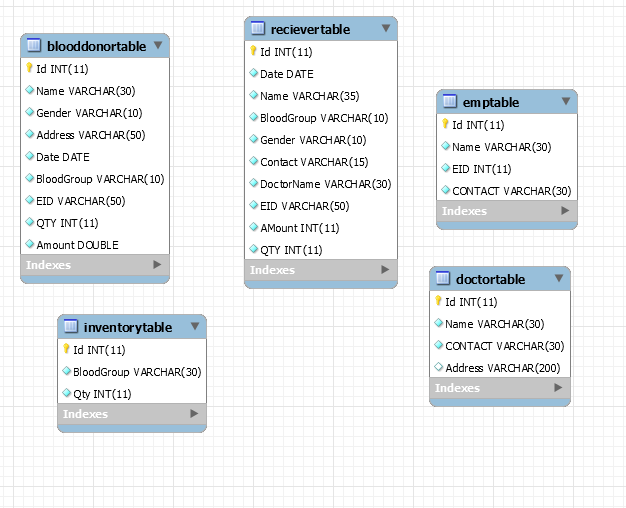 blooddonortable
Id INT(11)
Name VARCHAR(30)
Gender VARCHAR(10)
Address VARCHAR(50)
Date DATE
BloodGroup VARCHAR(10)
EID VARCHAR(50)
QTY INT(11)
Amount DOUBLE
Indexes
recievertable
Id INT(11)
Date DATE
Name VARCHAR(35)
BloodGroup VARCHAR(10)
Gender VARCHAR(10)
Contact VARCHAR(15)
DoctorName VARCHAR(30)
EID VARCHAR(50)
AMount INT(11)
QTY INT(11)
Indexes
emptable
Id INT(11)
Name VARCHAR(30)
EID INT(11)
CONTACT VARCHAR(30)
Indexes
doctortable
Id INT(11)
Name VARCHAR(30)
CONTACT VARCHAR(30)
Address VARCHAR(200)
Indexes
inventorytable
Id INT(11)
BloodGroup VARCHAR(30)
Qty INT(11)
Indexes